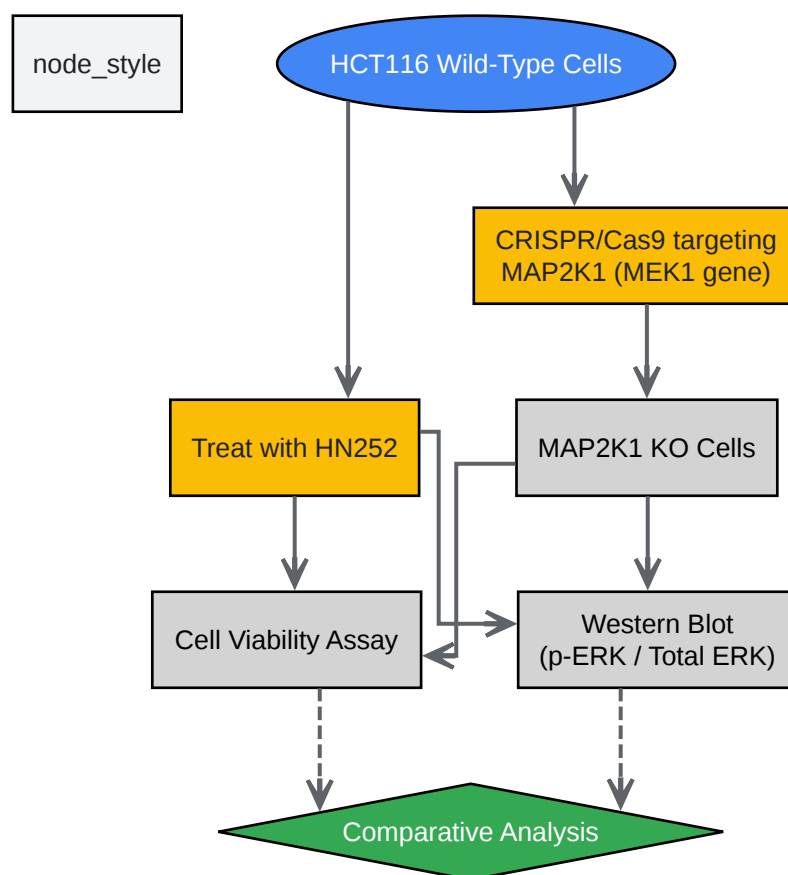 node_style
HCT116 Wild-Type Cells
CRISPR/Cas9 targeting
MAP2K1 (MEK1 gene)
Treat with HN252
MAP2K1 KO Cells
Cell Viability Assay
Western Blot
(p-ERK / Total ERK)
Comparative Analysis